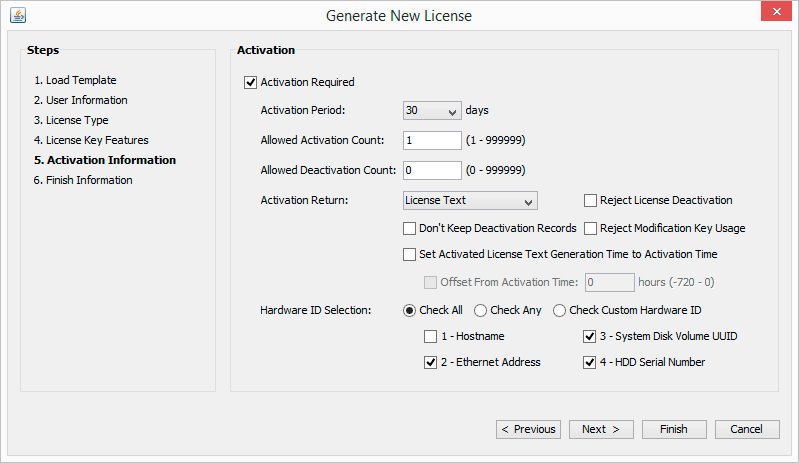 Generate New License
Steps
1. Load Template
2. User Information
3. License Type
4. License Key Features
5. Activation Information
6. Finish Information
Activation
Activation Required
Activation Period: 30 days
Allowed Activation Count: 1 (1 - 999999)
Allowed Deactivation Count: 0 (0 - 999999)
Activation Return: License Text Reject License Deactivation
Don't Keep Deactivation Records Reject Modification Key Usage
Set Activated License Text Generation Time to Activation Time
Offset From Activation Time: 0 hours (-720 - 0)
Hardware ID Selection: Check All Check Any Check Custom Hardware ID
1 - Hostname 3 - System Disk Volume UUID
2 - Ethernet Address 4 - HDD Serial Number
< Previous Next > Finish Cancel